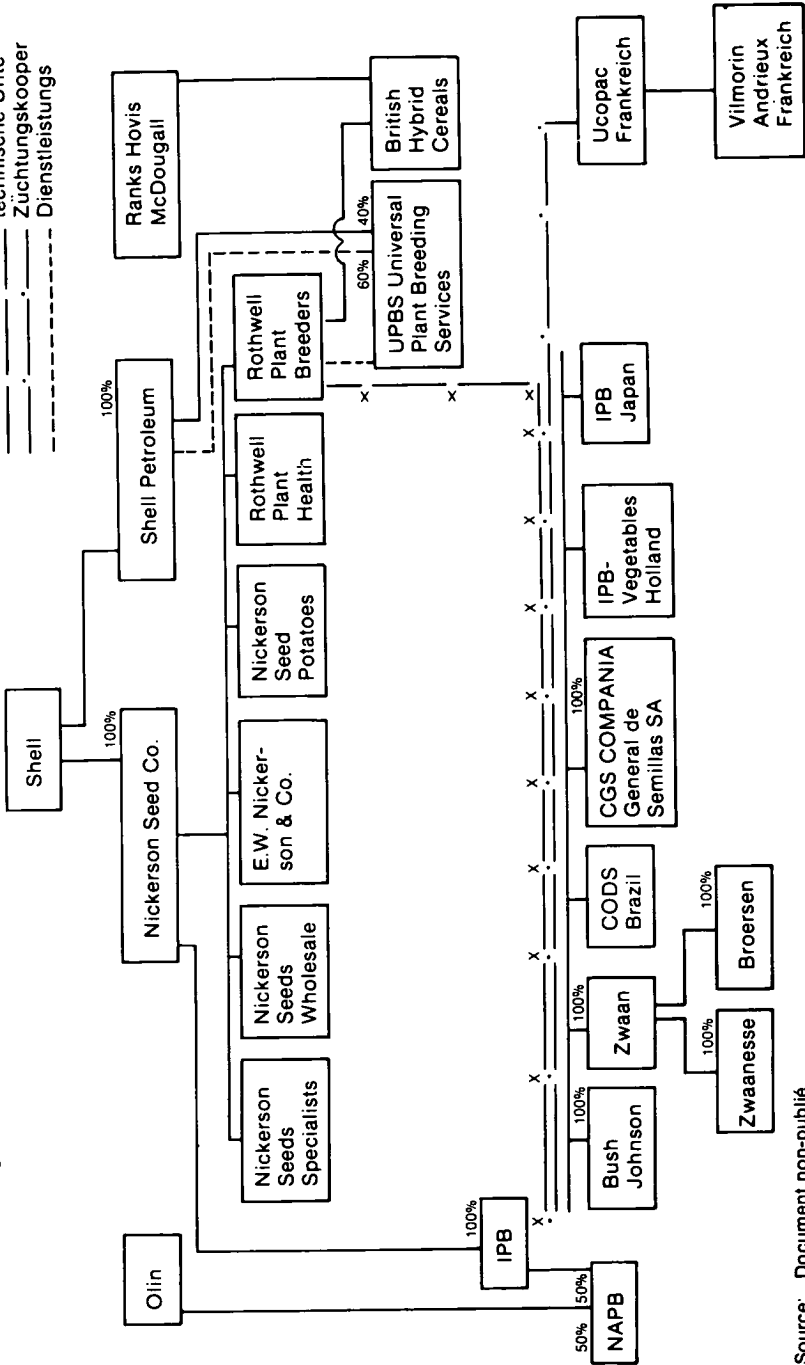 technische Unte
Züchtungskooper
Dienstleistungs
Shell
Olin
100%
Nickerson Seed Co.
100%
Shell Petroleum
Ranks Hovis
McDougall
Nickerson
Seeds
Specialists
Nickerson
Seeds
Wholesale
E.W. Nicker-
son & Co.
Nickerson
Seed
Potatoes
Rothwell
Plant
Health
Rothwell
Plant
Breeders
60%
40%
UPBS Universal
Plant Breeding
Services
British
Hybrid
Cereals
100%
IPB
50%
50%
NAPB
100%
Bush
Johnson
100%
Zwaan
CODS
Brazil
100%
CGS COMPANIA
General de
Semillas SA
IPB-
Vegetables
Holland
IPB
Japan
Ucopac
Frankreich
100%
Zwaanesse
100%
Broersen
Vilmorin
Andrieux
Frankreich
Source: Document non-publié